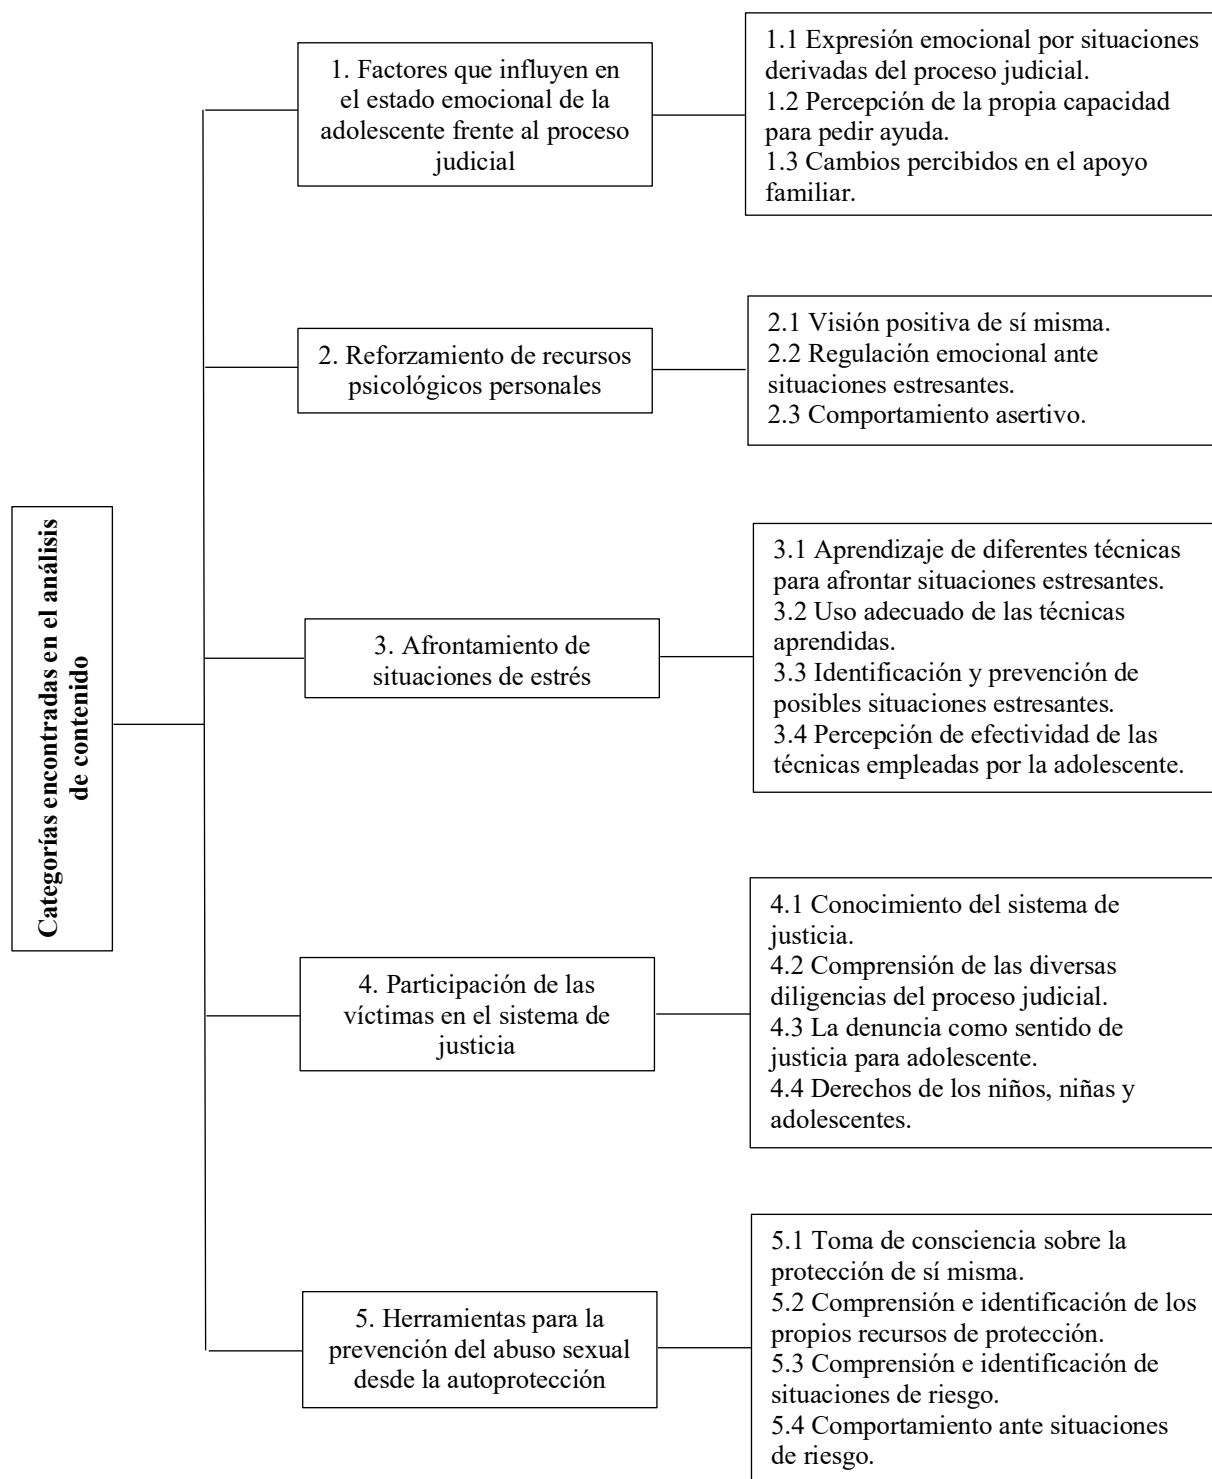 Categorías encontradas en el análisis
de contenido
1. Factores que influyen en
el estado emocional de la
adolescente frente al proceso
judicial
1.1 Expresión emocional por situaciones
derivadas del proceso judicial.
1.2 Percepción de la propia capacidad
para pedir ayuda.
1.3 Cambios percibidos en el apoyo
familiar.
2. Reforzamiento de recursos
psicológicos personales
2.1 Visión positiva de sí misma.
2.2 Regulación emocional ante
situaciones estresantes.
2.3 Comportamiento asertivo.
3. Afrontamiento de
situaciones de estrés
3.1 Aprendizaje de diferentes técnicas
para afrontar situaciones estresantes.
3.2 Uso adecuado de las técnicas
aprendidas.
3.3 Identificación y prevención de
posibles situaciones estresantes.
3.4 Percepción de efectividad de las
técnicas empleadas por la adolescente.
4. Participación de las
víctimas en el sistema de
justicia
4.1 Conocimiento del sistema de
justicia.
4.2 Comprensión de las diversas
diligencias del proceso judicial.
4.3 La denuncia como sentido de
justicia para adolescente.
4.4 Derechos de los niños, niñas y
adolescentes.
5. Herramientas para la
prevención del abuso sexual
desde la autoprotección
5.1 Toma de consciencia sobre la
protección de sí misma.
5.2 Comprensión e identificación de los
propios recursos de protección.
5.3 Comprensión e identificación de
situaciones de riesgo.
5.4 Comportamiento ante situaciones
de riesgo.